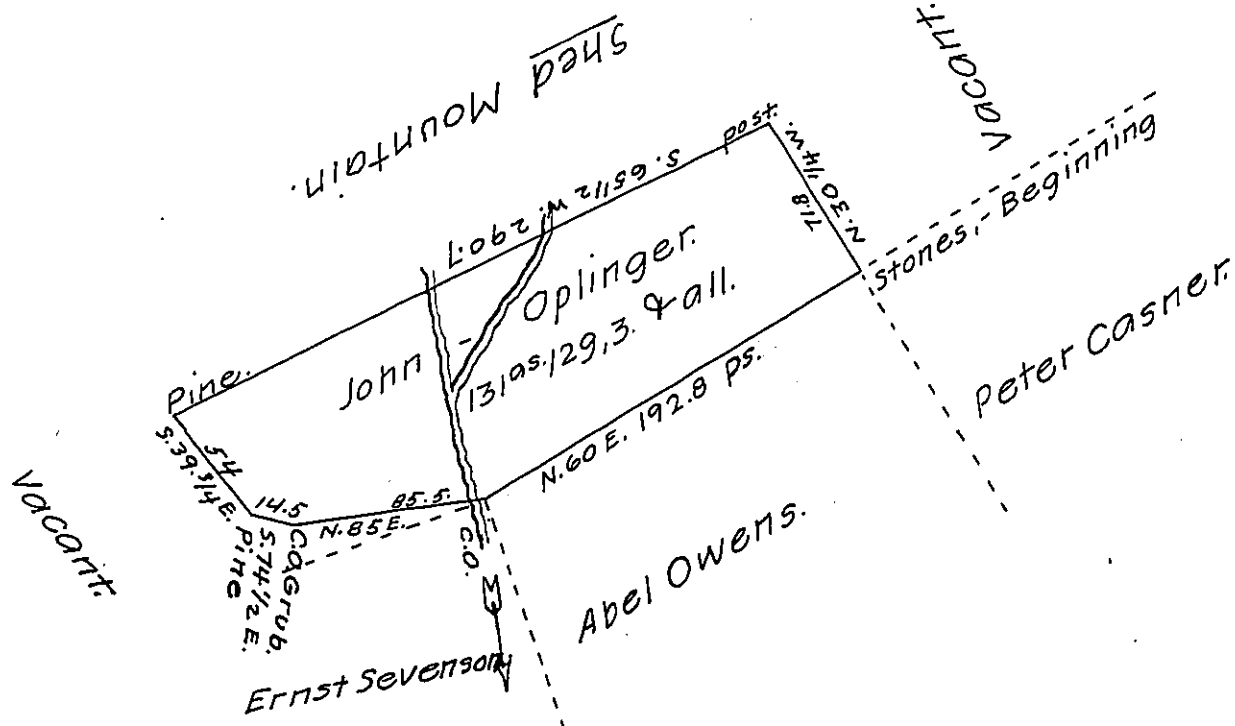 Shed Mountain.
Vacant.
post.
S. 65 1/2 W. 290.7
N. 30 1/4 W.
71.8
Stones, Beginning
Oplinger.
John
131as.129,3. & all.
Peter Casner.
Pine.
54
S. 39. 3/4 E.
14.5
85.5.
N. 85 E.
N. 60 E. 192.8 ps.
Vacant.
Pine
S. 74 1/2 E.
C.O. Grub.
C.O.
Abel Owens.
Ernst Sevenson